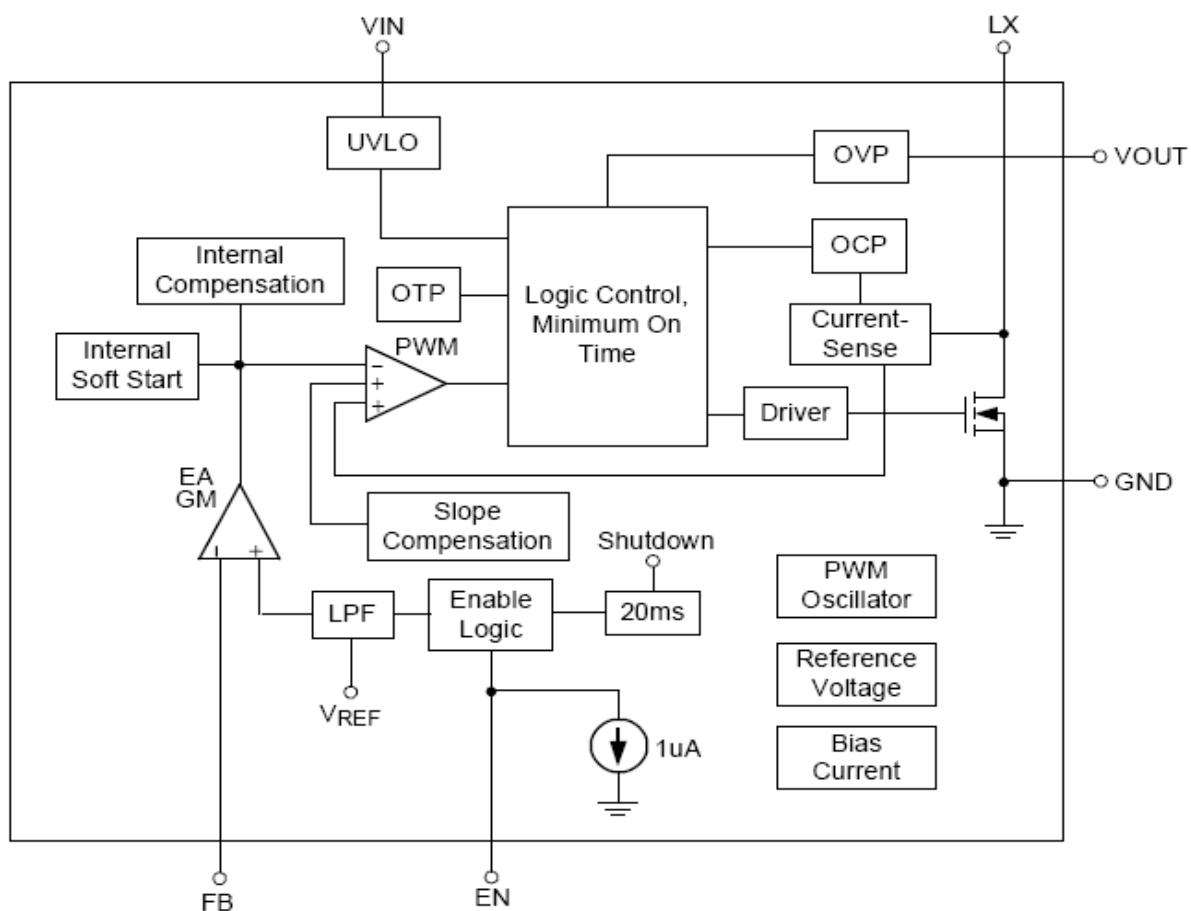 VIN
LX
UVLO
OVP
VOUT
Internal
Compensation
OCP
OTP
Logic Control,
Minimum On
Time
Current-
Sense
Internal
Soft Start
PWM
−
+
+
Driver
EA
GM
− +
GND
Slope
Compensation
Shutdown
PWM
Oscillator
LPF
Enable
Logic
20ms
Reference
Voltage
VREF
1uA
Bias
Current
FB
EN